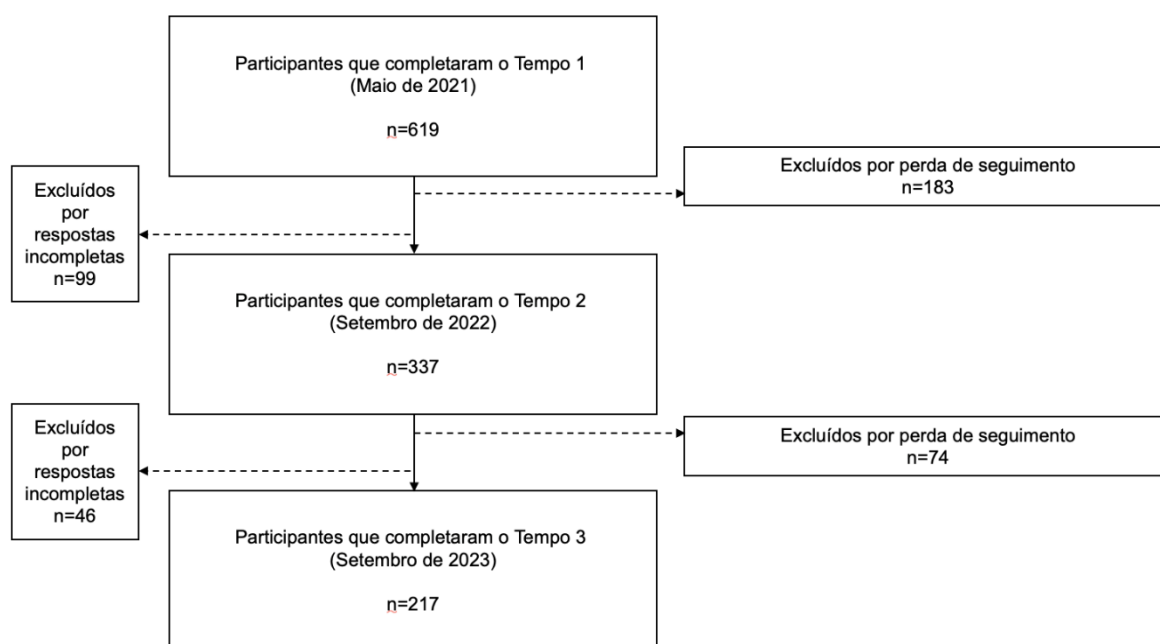 Participantes que completaram o Tempo 1
(Maio de 2021)
n=619
Excluídos por perda de seguimento
n=183
Excluídos
por
respostas
incompletas
n=99
Participantes que completaram o Tempo 2
(Setembro de 2022)
n=337
Excluídos por perda de seguimento
n=74
Excluídos
por
respostas
incompletas
n=46
Participantes que completaram o Tempo 3
(Setembro de 2023)
n=217